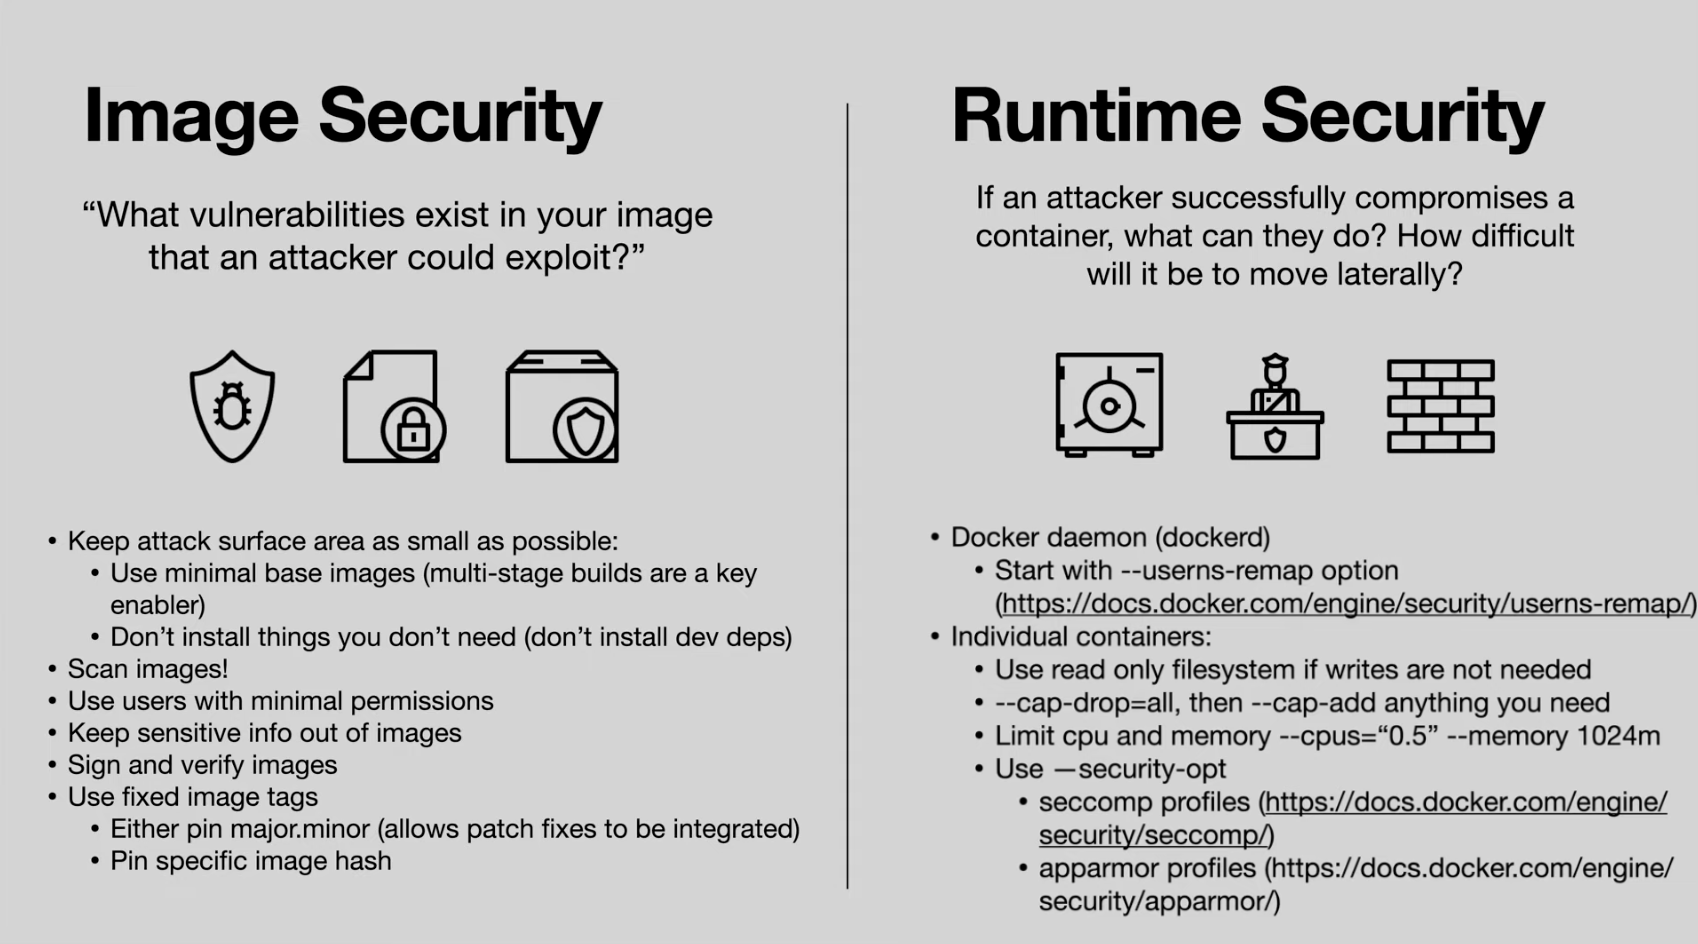 Image Security
“What vulnerabilities exist in your image
that an attacker could exploit?”
• Keep attack surface area as small as possible:
• Use minimal base images (multi-stage builds are a key
enabler)
• Don’t install things you don’t need (don’t install dev deps)
• Scan images!
• Use users with minimal permissions
• Keep sensitive info out of images
• Sign and verify images
• Use fixed image tags
• Either pin major.minor (allows patch fixes to be integrated)
• Pin specific image hash
Runtime Security
If an attacker successfully compromises a
container, what can they do? How difficult
will it be to move laterally?
• Docker daemon (dockerd)
• Start with --userns-remap option
(https://docs.docker.com/engine/security/userns-remap/)
• Individual containers:
• Use read only filesystem if writes are not needed
• --cap-drop=all, then --cap-add anything you need
• Limit cpu and memory --cpus=“0.5” --memory 1024m
• Use —security-opt
• seccomp profiles (https://docs.docker.com/engine/
security/seccomp/)
• apparmor profiles (https://docs.docker.com/engine/
security/apparmor/)